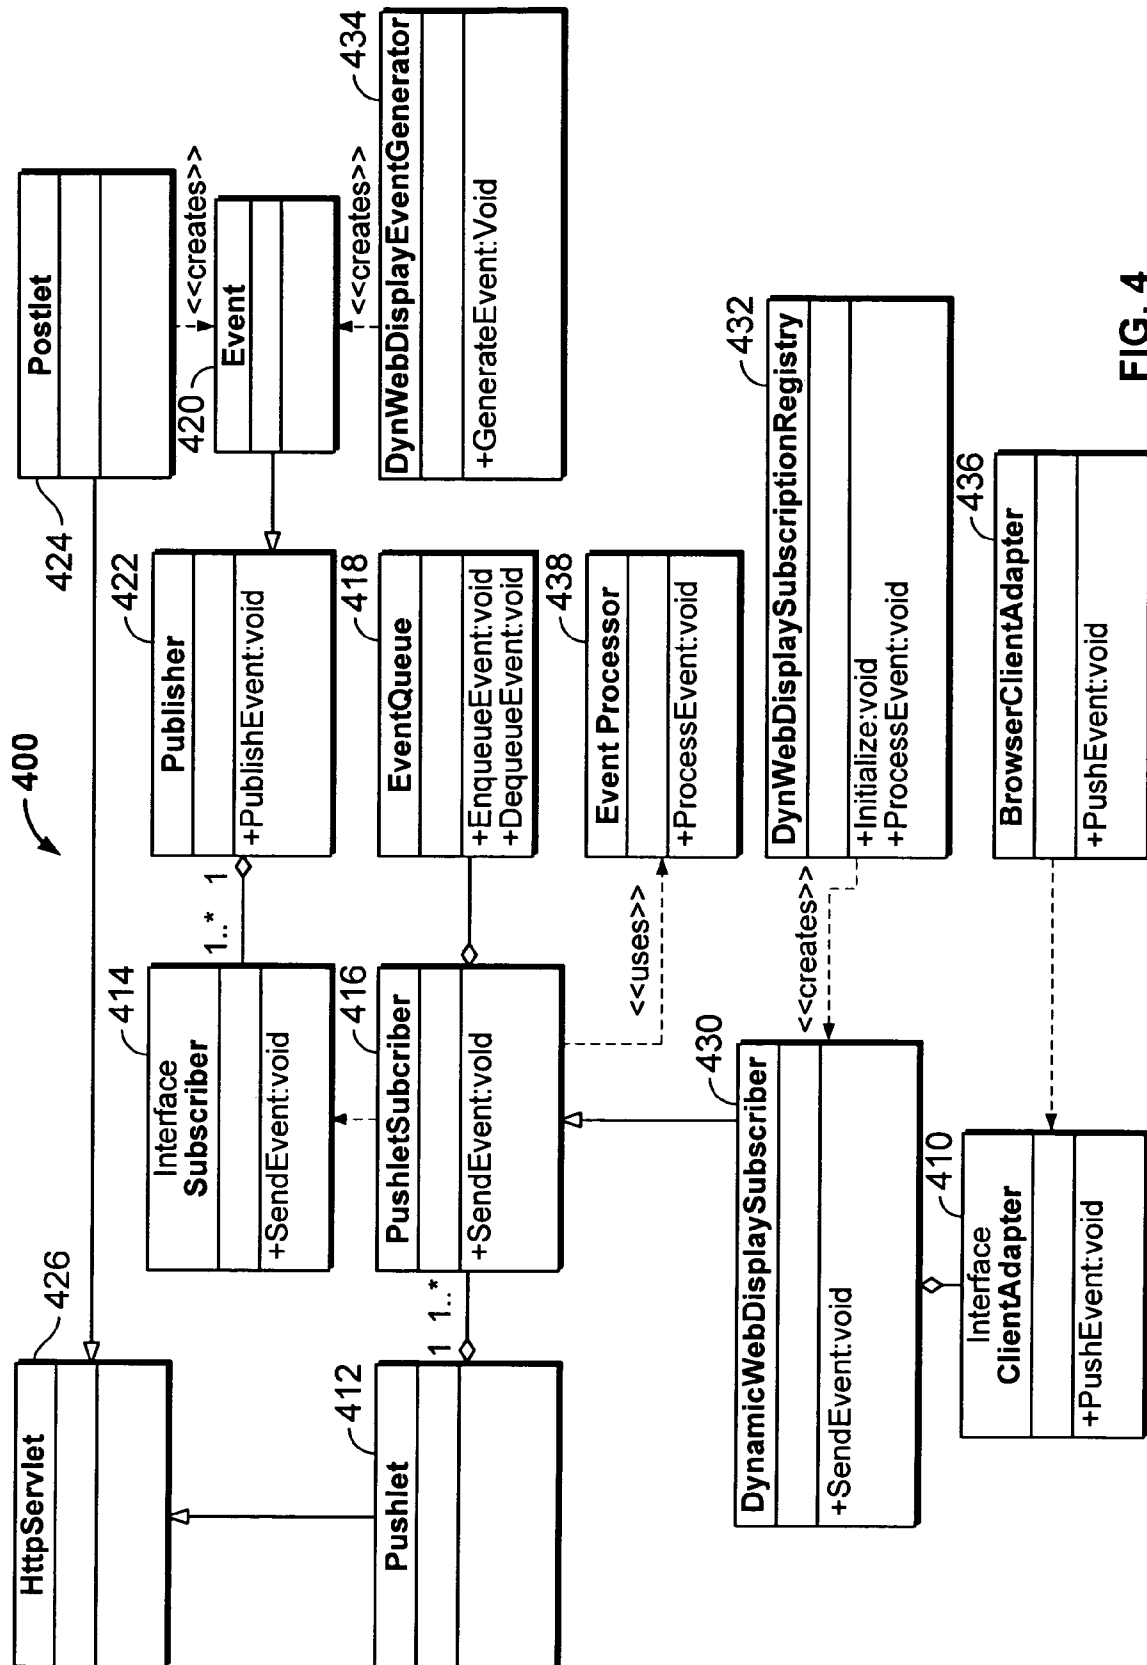 400
HttpServlet
426
Postlet
424
<<creates>>
Interface
Subscriber
+SendEvent:void
414
1..* 1
Publisher
+PublishEvent:void
422
Event
420
<<creates>>
Pushlet
412
1 1..*
PushletSubcriber
+SendEvent:void
416
EventQueue
+EnqueueEvent:void
+DequeueEvent:void
418
DynWebDisplayEventGenerator
+GenerateEvent:Void
434
<<uses>>
Event Processor
+ProcessEvent:void
438
DynamicWebDisplaySubscriber
+SendEvent:void
430
<<creates>>
DynWebDisplaySubscriptionRegistry
+Initialize:void
+ProcessEvent:void
432
Interface
ClientAdapter
+PushEvent:void
410
BrowserClientAdapter
+PushEvent:void
436
FIG. 4